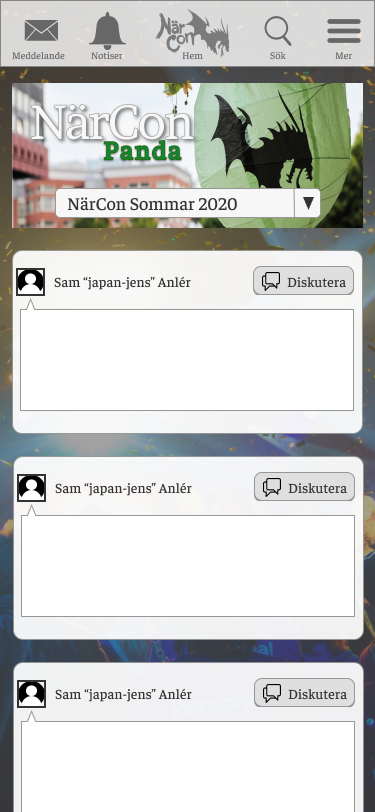 När
Con
Meddelande
Notiser
Hem
Sök
Mer
NärCon
Panda
NärCon Sommar 2020
Sam “japan-jens” Anlér
Diskutera
Sam “japan-jens” Anlér
Diskutera
Sam “japan-jens” Anlér
Diskutera